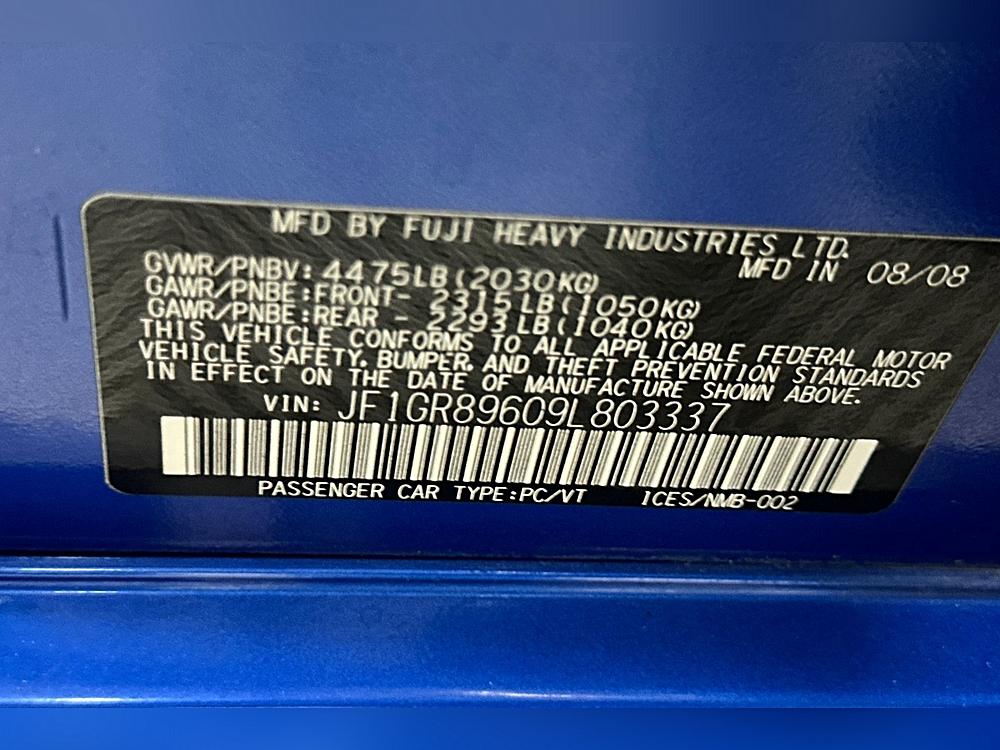 MFD BY FUJI HEAVY INDUSTRIES LTD.
MFD IN 08/08
GVWR/PNBV: 4475LB(2030KG)
GAWR/PNBE:FRONT- 2315LB(1050KG)
GAWR/PNBE:REAR - 2293LB(1040KG)
THIS VEHICLE CONFORMS TO ALL APPLICABLE FEDERAL MOTOR
VEHICLE SAFETY, BUMPER, AND THEFT PREVENTION STANDARDS
IN EFFECT ON THE DATE OF MANUFACTURE SHOWN ABOVE.
VIN: JF1GR89609L803337
PASSENGER CAR TYPE:PC/VT ICES/NMB-002